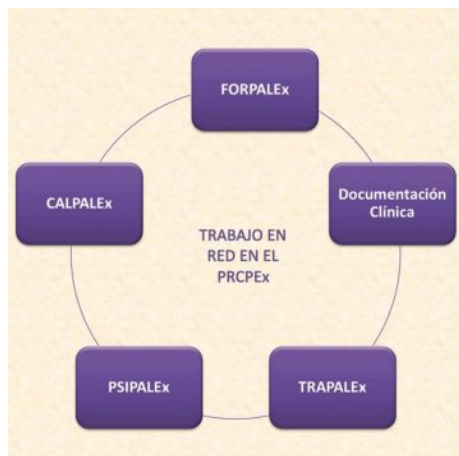 FORPALEx
Documentación
Clínica
TRAPALEx
PSIPALEx
CALPALEx
TRABAJO EN
RED EN EL
PRCPEx